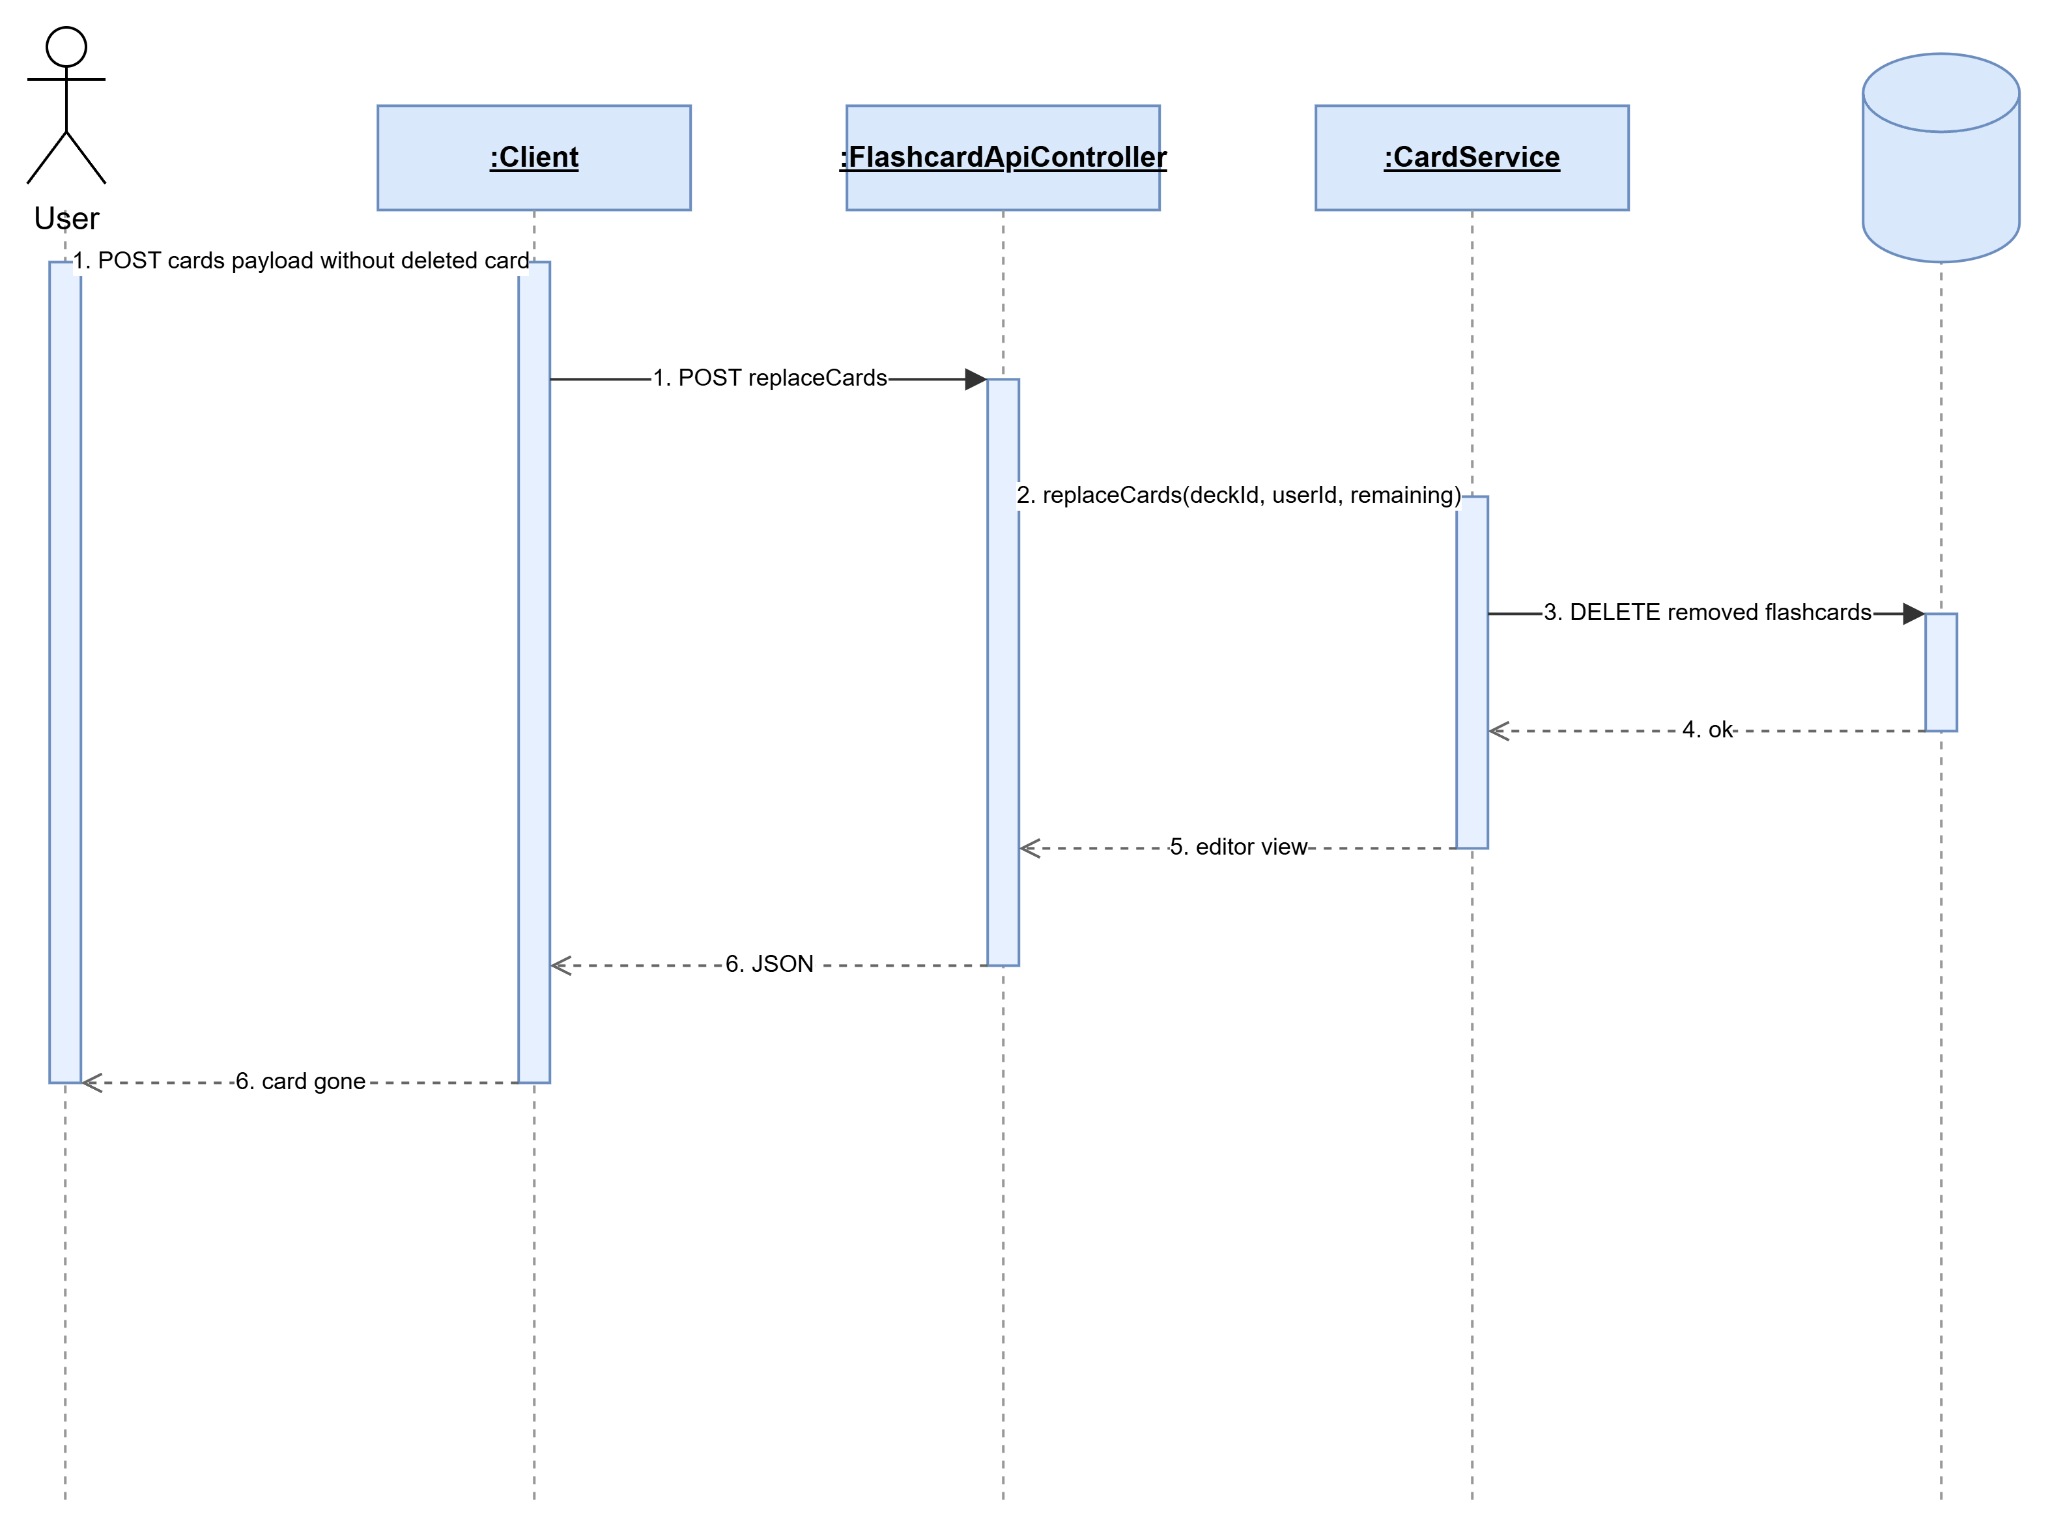 User
:Client
:FlashcardApiController
:CardService
1. POST cards payload without deleted card
1. POST replaceCards
2. replaceCards(deckId, userId, remaining)
3. DELETE removed flashcards
4. ok
5. editor view
6. JSON
6. card gone